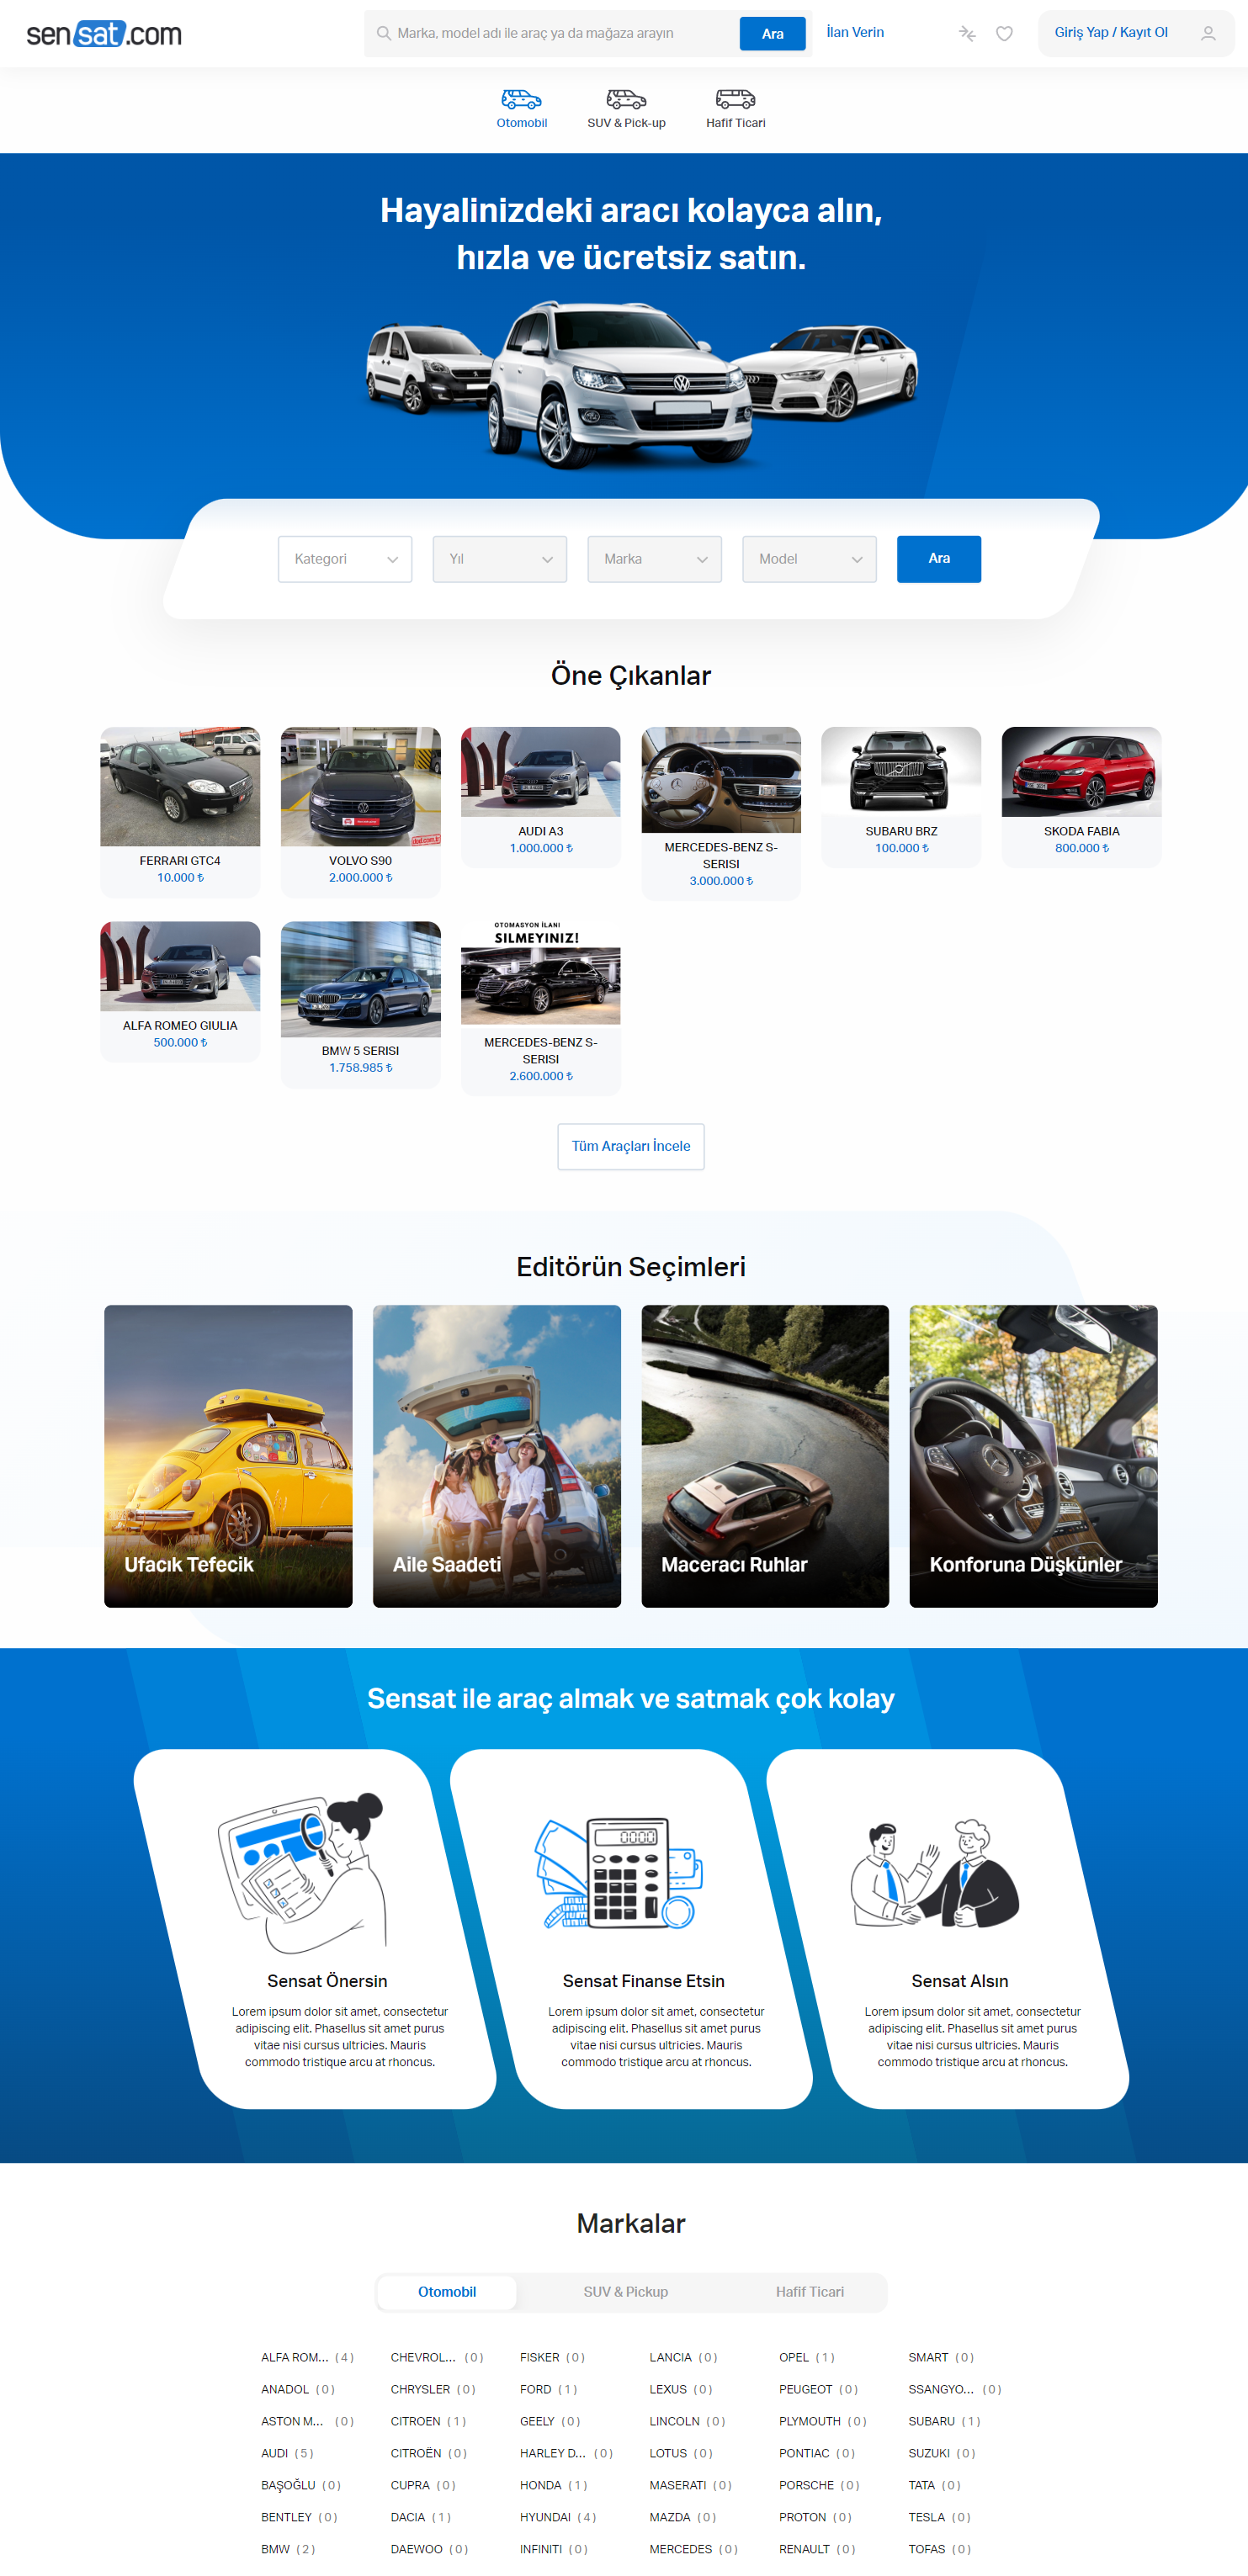 sensat.com
Marka, model adı ile araç ya da mağaza arayın
Ara
İlan Verin
Giriş Yap / Kayıt Ol
Otomobil
SUV & Pick-up
Hafif Ticari
Hayalinizdeki aracı kolayca alın,
hızla ve ücretsiz satın.
Kategori
Yıl
Marka
Model
Ara
Öne Çıkanlar
FERRARI GTC4
10.000 ₺
VOLVO S90
2.000.000 ₺
AUDI A3
1.000.000 ₺
MERCEDES-BENZ S-
SERISI
3.000.000 ₺
SUBARU BRZ
100.000 ₺
SKODA FABIA
800.000 ₺
ALFA ROMEO GIULIA
500.000 ₺
BMW 5 SERISI
1.758.985 ₺
OTOMASYON İLANI
SILMEYINIZ!
MERCEDES-BENZ S-
SERISI
2.600.000 ₺
Tüm Araçları İncele
Editörün Seçimleri
Ufacık Tefecik
Aile Saadeti
Maceracı Ruhlar
Konforuna Düşkünler
Sensat ile araç almak ve satmak çok kolay
Sensat Önersin
Lorem ipsum dolor sit amet, consectetur
adipiscing elit. Phasellus sit amet purus
vitae nisi cursus ultricies. Mauris
commodo tristique arcu at rhoncus.
0000
Sensat Finanse Etsin
Lorem ipsum dolor sit amet, consectetur
adipiscing elit. Phasellus sit amet purus
vitae nisi cursus ultricies. Mauris
commodo tristique arcu at rhoncus.
Sensat Alsın
Lorem ipsum dolor sit amet, consectetur
adipiscing elit. Phasellus sit amet purus
vitae nisi cursus ultricies. Mauris
commodo tristique arcu at rhoncus.
Markalar
Otomobil
SUV & Pickup
Hafif Ticari
ALFA ROM... (4) CHEVROL... (0) FISKER (0) LANCIA (0) OPEL (1) SMART (0)
ANADOL (0) CHRYSLER (0) FORD (1) LEXUS (0) PEUGEOT (0) SSANGYO... (0)
ASTON M... (0) CITROEN (1) GEELY (0) LINCOLN (0) PLYMOUTH (0) SUBARU (1)
AUDI (5) CITROËN (0) HARLEY D... (0) LOTUS (0) PONTIAC (0) SUZUKI (0)
BAŞOĞLU (0) CUPRA (0) HONDA (1) MASERATI (0) PORSCHE (0) TATA (0)
BENTLEY (0) DACIA (1) HYUNDAI (4) MAZDA (0) PROTON (0) TESLA (0)
BMW (2) DAEWOO (0) INFINITI (0) MERCEDES (0) RENAULT (0) TOFAS (0)